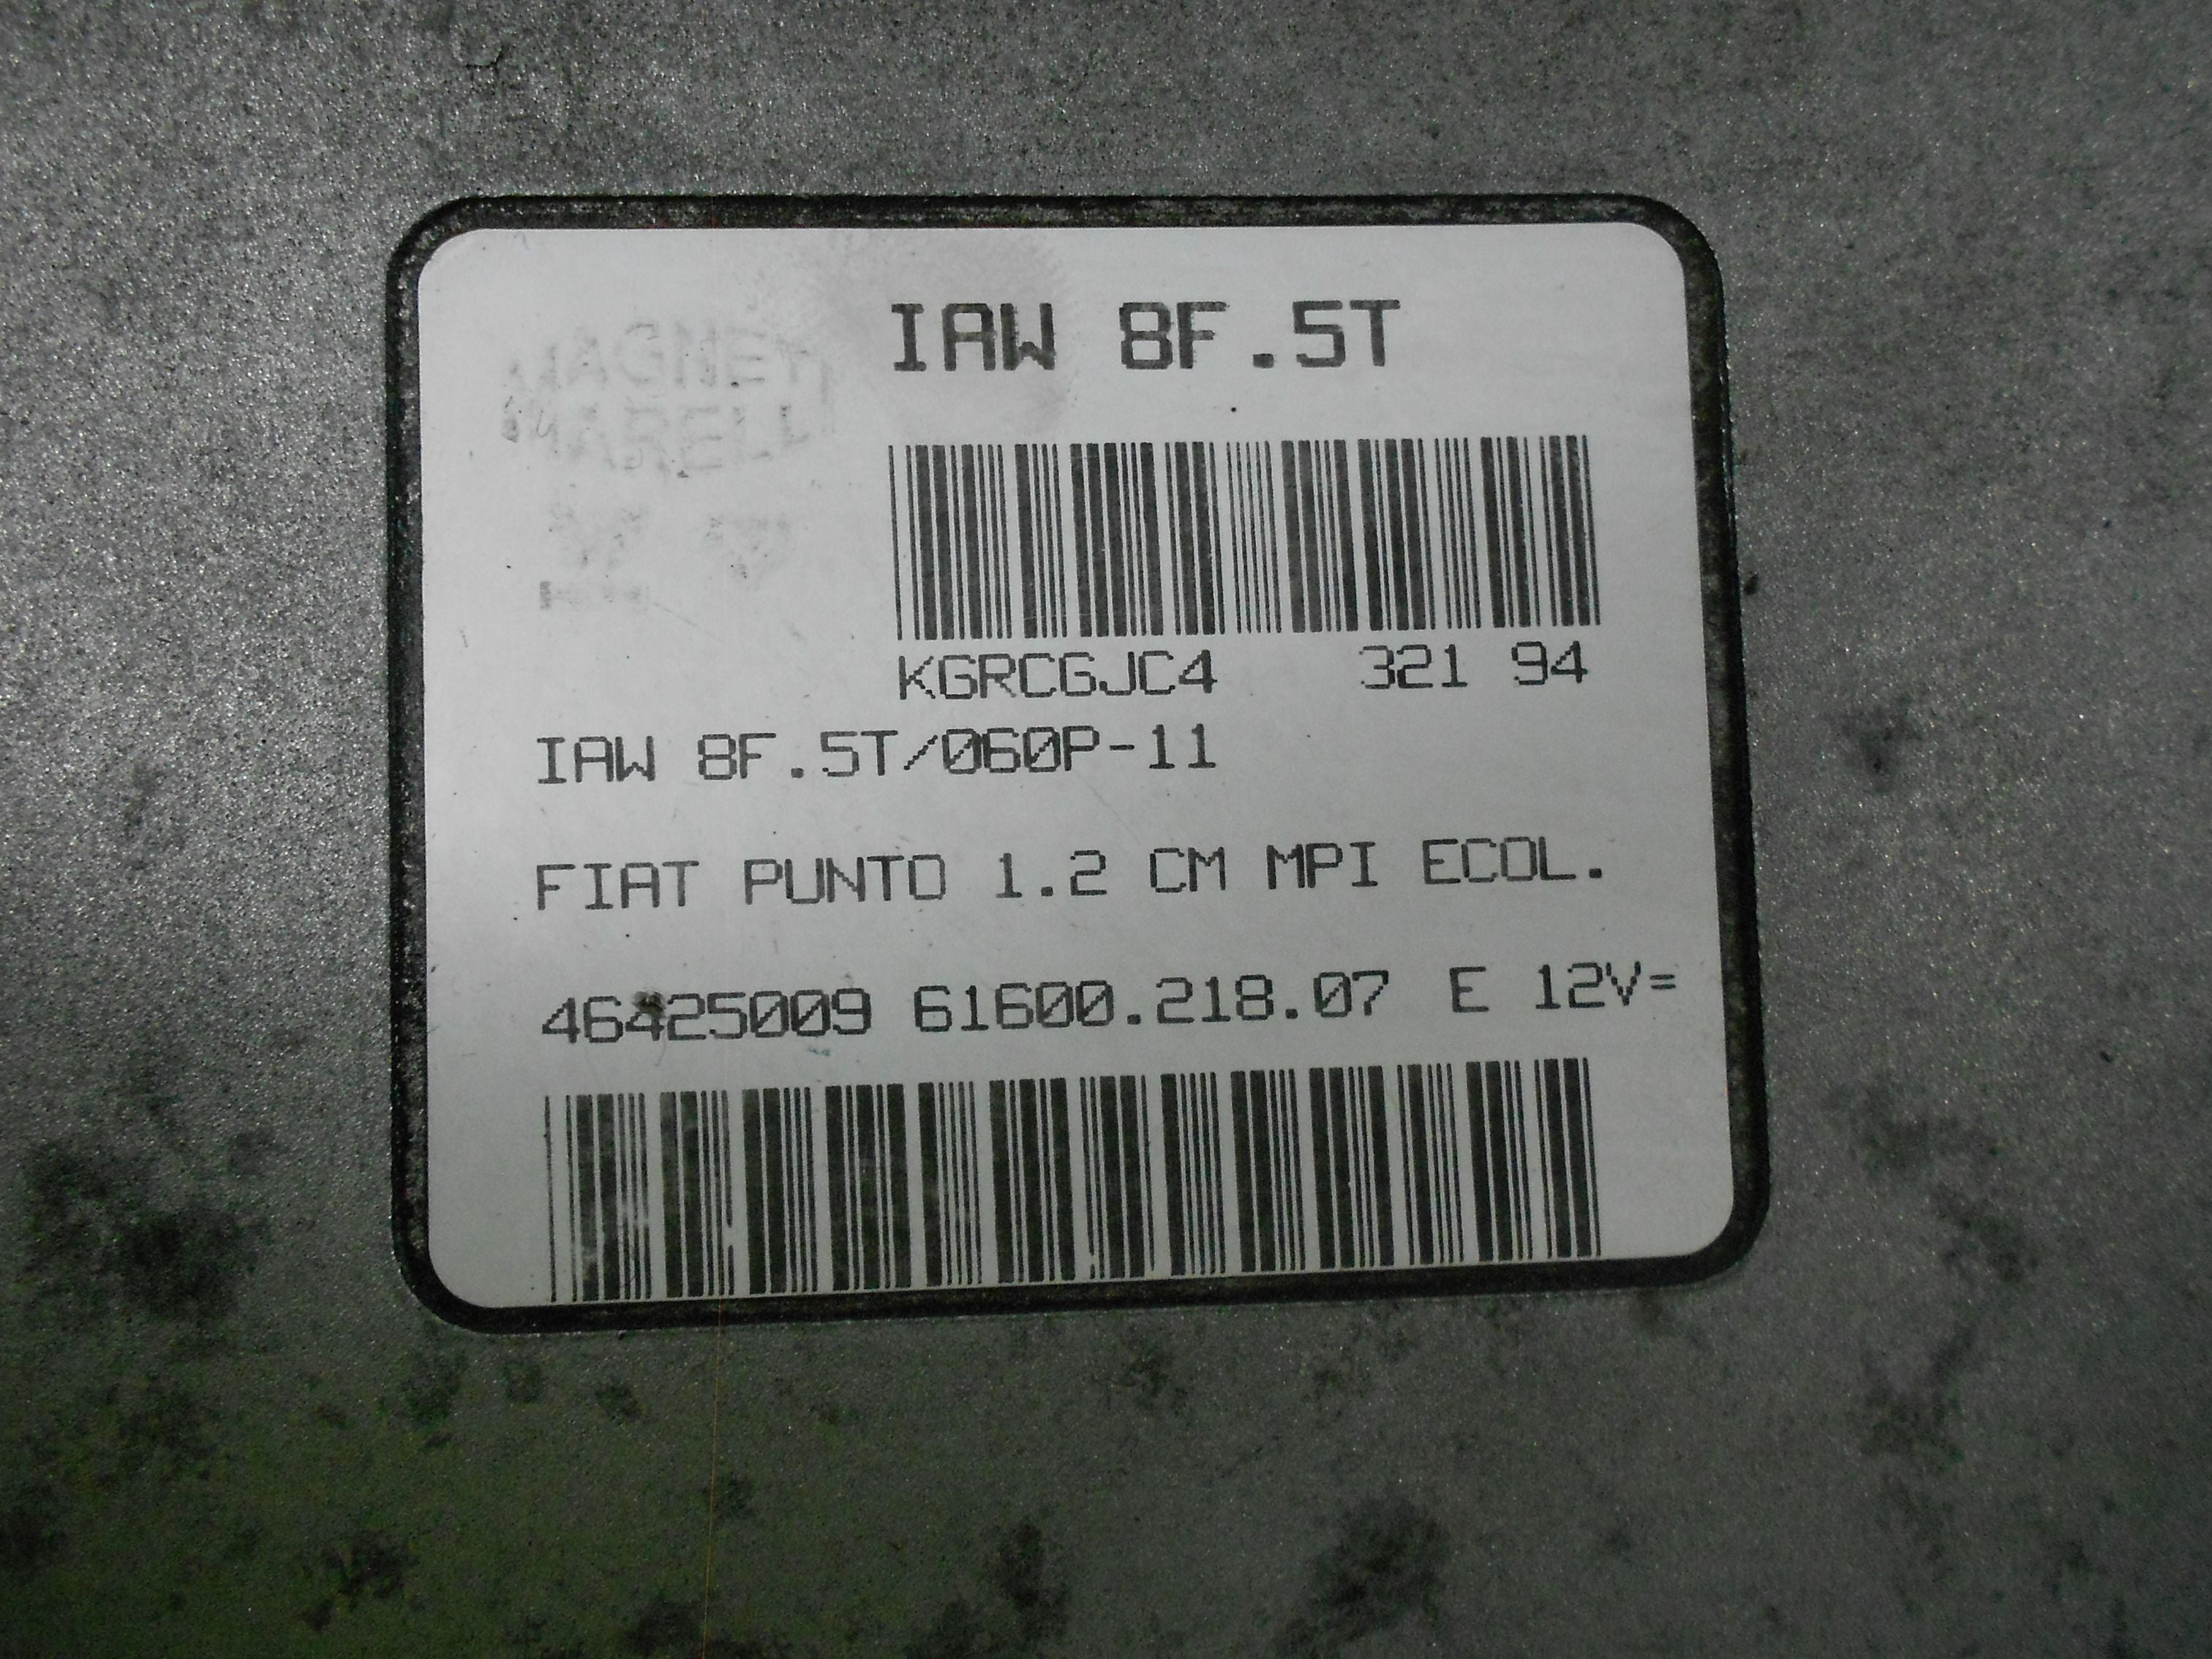 IAW 8F.5T
MAGNETI
MARELLI
KGRCGJC4 321 94
IAW 8F.5T/060P-11
FIAT PUNTO 1.2 CM MPI ECOL.
46425009 61600.218.07 E 12V=